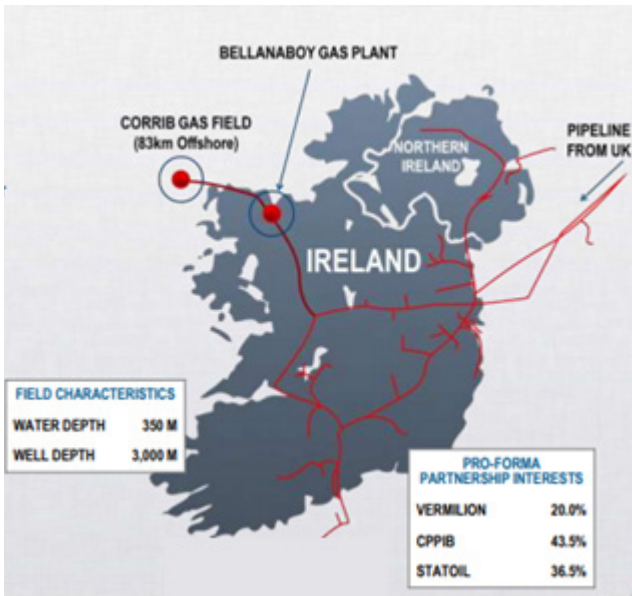 BELLANABOY GAS PLANT
CORRIB GAS FIELD
(83km Offshore)
PIPELINE
FROM UK
NORTHERN
IRELAND
IRELAND
FIELD CHARACTERISTICS
WATER DEPTH 350 M
WELL DEPTH 3,000 M
PRO-FORMA
PARTNERSHIP INTERESTS
VERMILION 20.0%
CPPIB 43.5%
STATOIL 36.5%